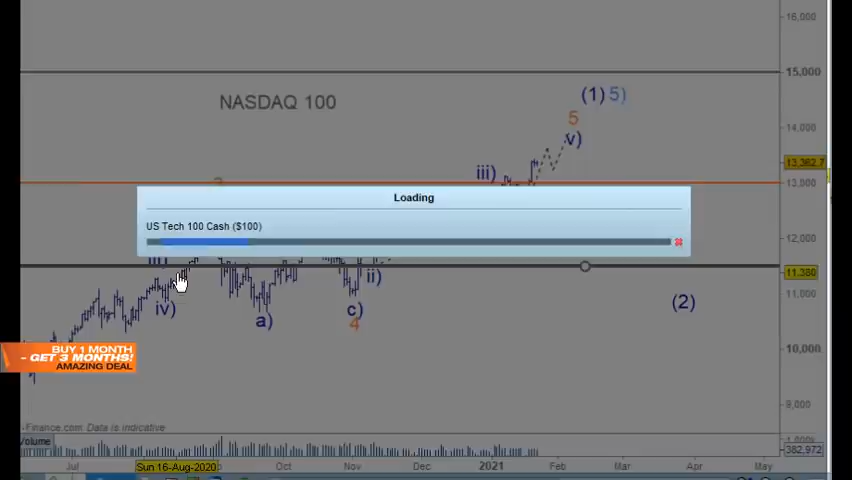 16,000
15,000
(1) 5)
NASDAQ 100
5
14,000
v)
iii)
13,362.7
13,000
Loading
US Tech 100 Cash ($100)
12,000
ii)
11,380
11,000
iv)
a)
c)
4
(2)
BUY 1 MONTH
- GET 3 MONTHS!
AMAZING DEAL
10,000
9,000
-Finance.com Data is indicative
Volume
382,972
Jul
Sun 16-Aug-2020
Oct
Nov
Dec
2021
Feb
Mar
Apr
May